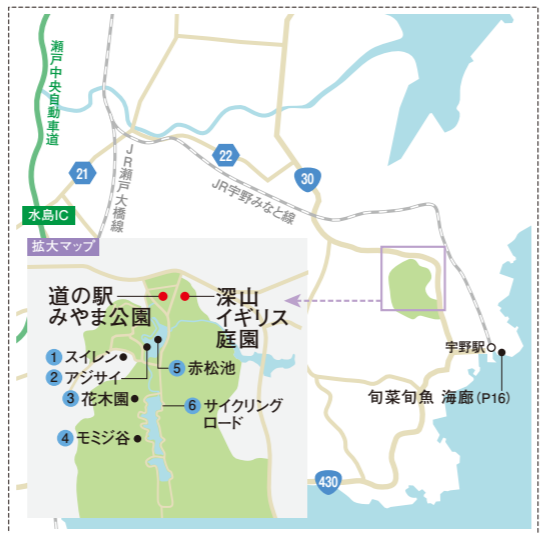 瀬戸中央自動車道
21
JR瀬戸大橋線
22
JR宇野みなと線
30
水島IC
拡大マップ
道の駅
みやま公園
深山
イギリス
庭園
1 スイレン
2 アジサイ
3 花木園
4 モミジ谷
5 赤松池
6 サイクリング
ロード
宇野駅
旬菜旬魚 海廊(P16)
430